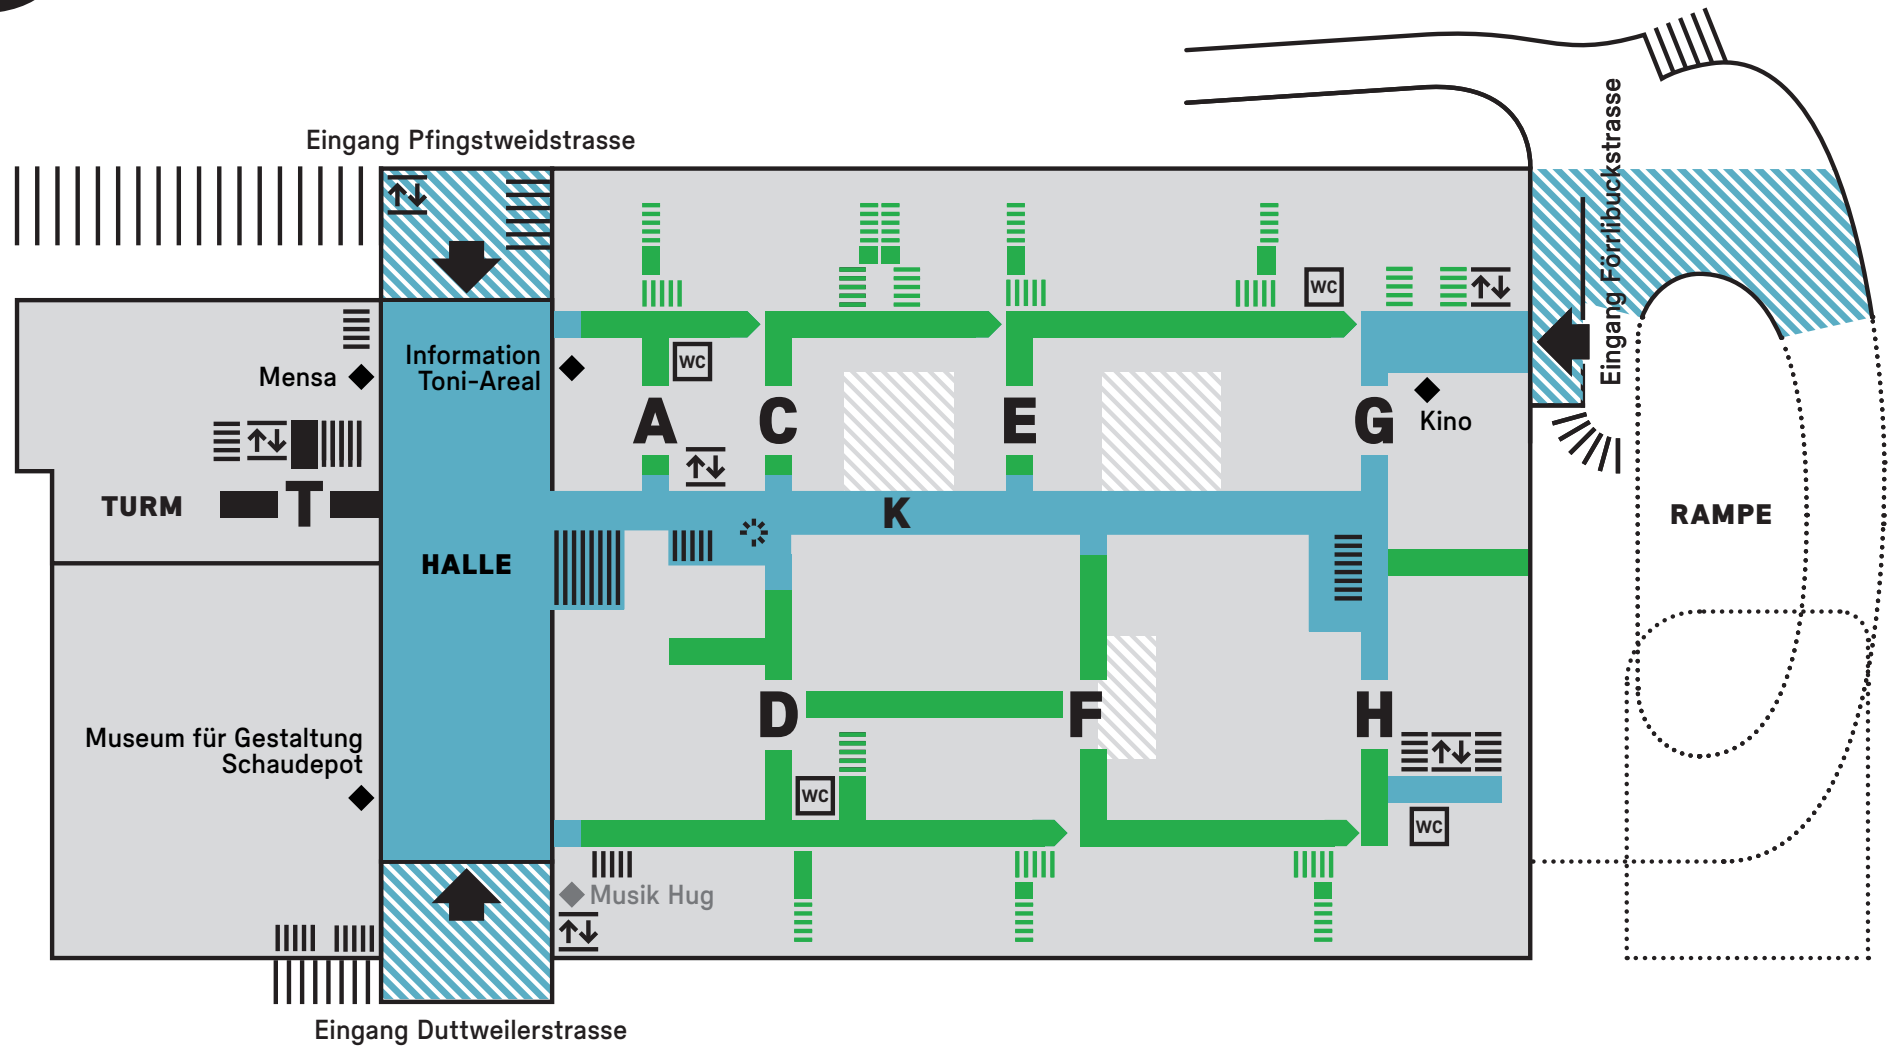 Eingang Pfingstweidstrasse
Eingang Förrlibuckstrasse
WC
Information
Toni-Areal
Mensa
WC
A
C
E
G
Kino
TURM
T
K
RAMPE
HALLE
D
F
H
Museum für Gestaltung
Schaudepot
WC
WC
Musik Hug
Eingang Duttweilerstrasse